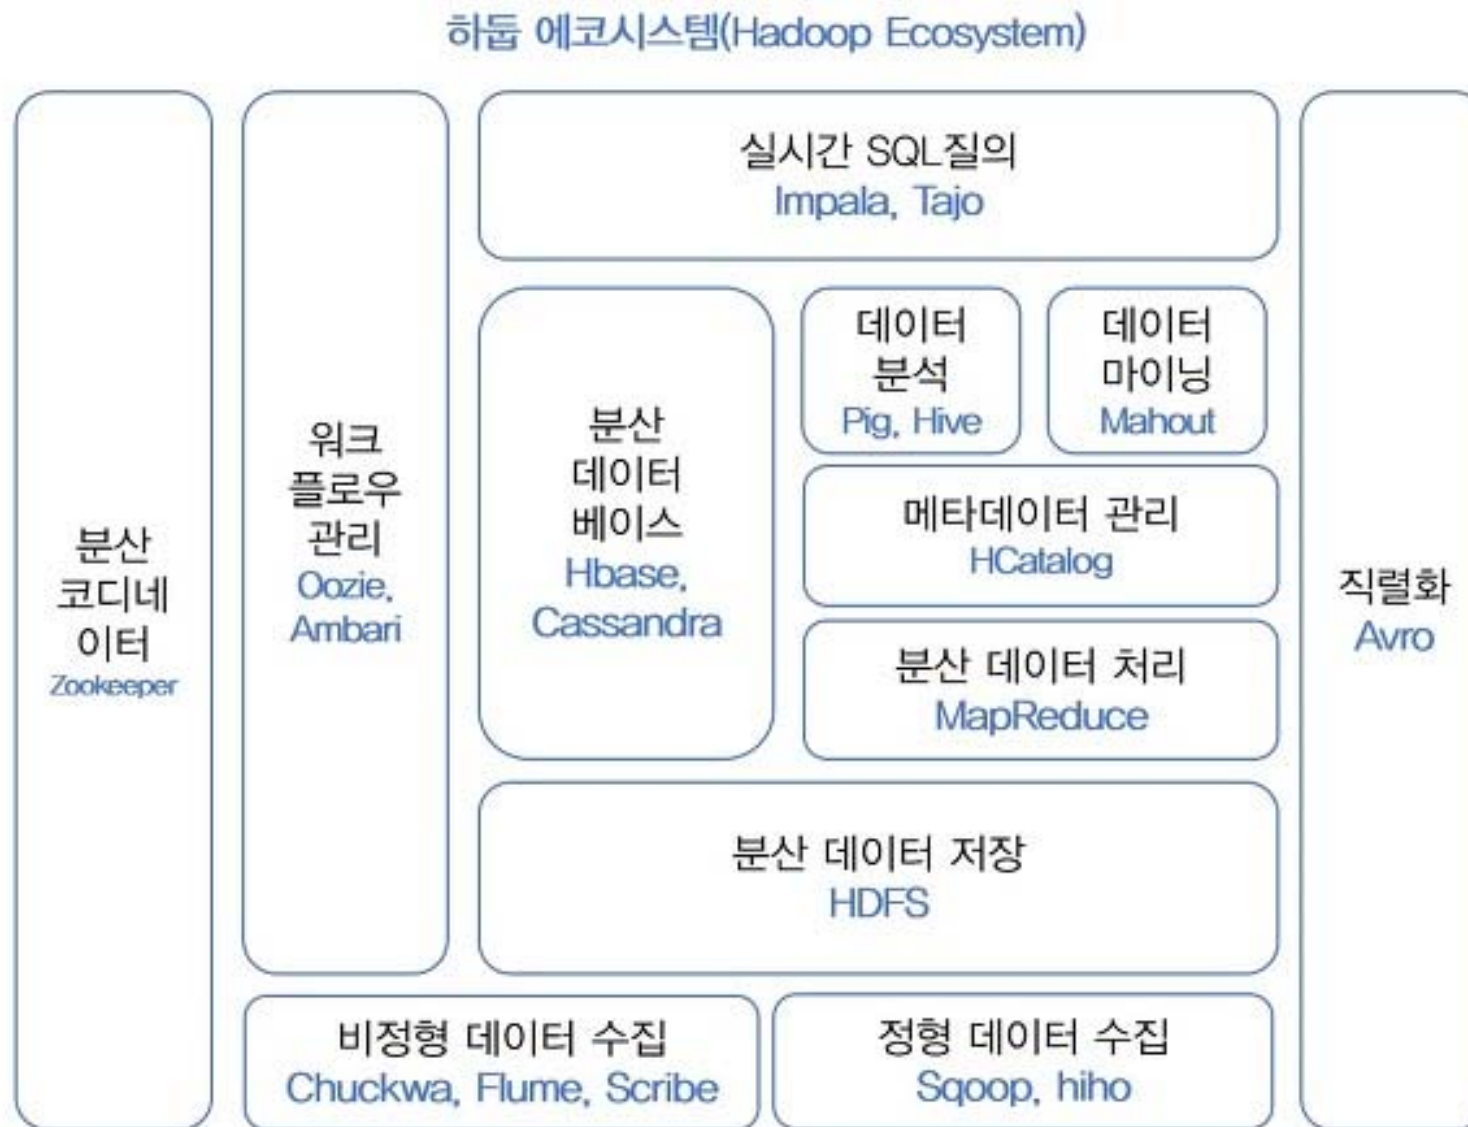 하둡 에코시스템(Hadoop Ecosystem)
분산
코디네
이터
Zookeeper
워크
플로우
관리
Oozie,
Ambari
실시간 SQL질의
Impala, Tajo
분산
데이터
베이스
Hbase,
Cassandra
데이터
분석
Pig, Hive
데이터
마이닝
Mahout
메타데이터 관리
HCatalog
분산 데이터 처리
MapReduce
분산 데이터 저장
HDFS
비정형 데이터 수집
Chuckwa, Flume, Scribe
정형 데이터 수집
Sqoop, hiho
직렬화
Avro